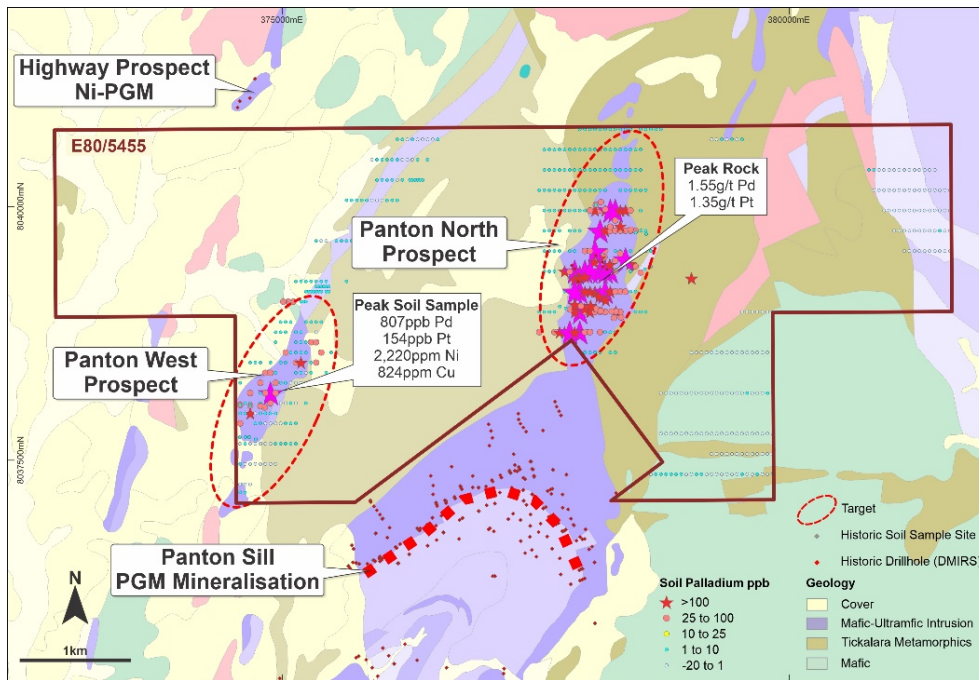 375000mE
380000mE
Highway Prospect
Ni-PGM
E80/5455
8040000mN
Peak Rock
1.55g/t Pd
1.35g/t Pt
Panton North
Prospect
Peak Soil Sample
807ppb Pd
154ppb Pt
2,220ppm Ni
824ppm Cu
Panton West
Prospect
8037500mN
Panton Sill
PGM Mineralisation
N
1km
Target
Historic Soil Sample Site
Historic Drillhole (DMIRS)
Soil Palladium ppb
>100
25 to 100
10 to 25
1 to 10
-20 to 1
Geology
Cover
Mafic-Ultramfic Intrusion
Tickalara Metamorphics
Mafic